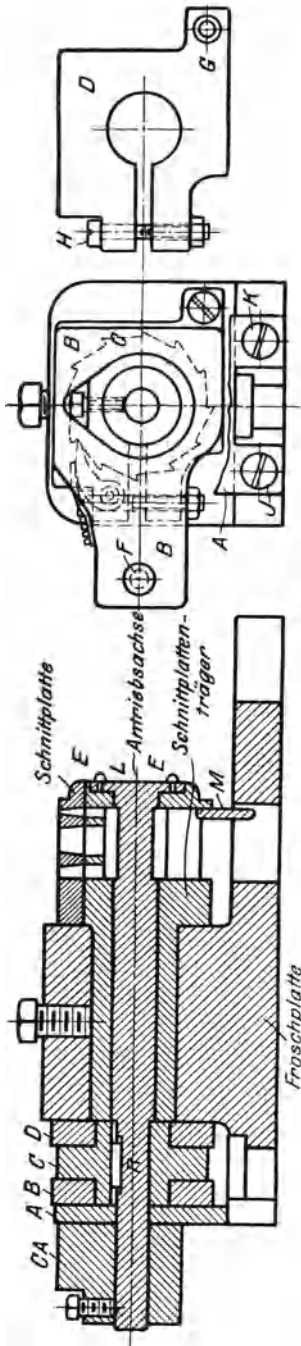 Schnittplatte
E
L
Antriebsachse
E
Schnittplatten-
träger
M
Froschplatte
D
C
B
A
CA
R
B
C
F
B
A
J
K
D
H
G